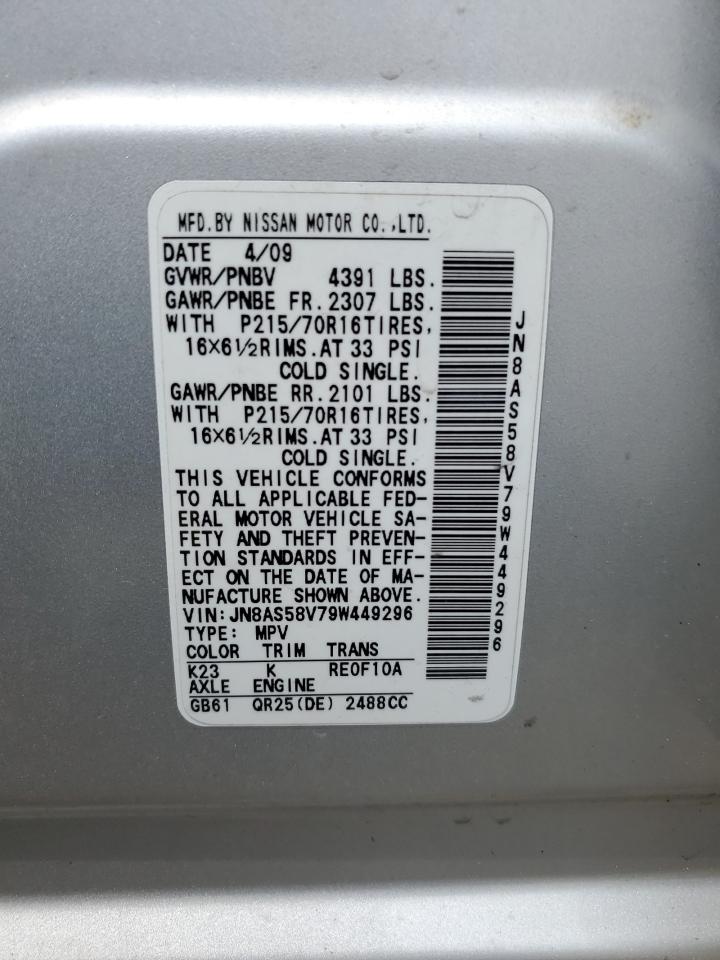 MFD.BY NISSAN MOTOR CO.,LTD.
DATE 4/09
GVWR/PNBV 4391 LBS.
GAWR/PNBE FR.2307 LBS.
WITH P215/70R16TIRES,
16X6½RIMS.AT 33 PSI
COLD SINGLE.
GAWR/PNBE RR.2101 LBS.
WITH P215/70R16TIRES,
16X6½RIMS.AT 33 PSI
COLD SINGLE.
THIS VEHICLE CONFORMS
TO ALL APPLICABLE FED-
ERAL MOTOR VEHICLE SA-
FETY AND THEFT PREVEN-
TION STANDARDS IN EFF-
ECT ON THE DATE OF MA-
NUFACTURE SHOWN ABOVE.
VIN:JN8AS58V79W449296
TYPE: MPV
COLOR TRIM TRANS
K23 K RE0F10A
AXLE ENGINE
GB61 QR25(DE) 2488CC
JN8AS58V79W449296